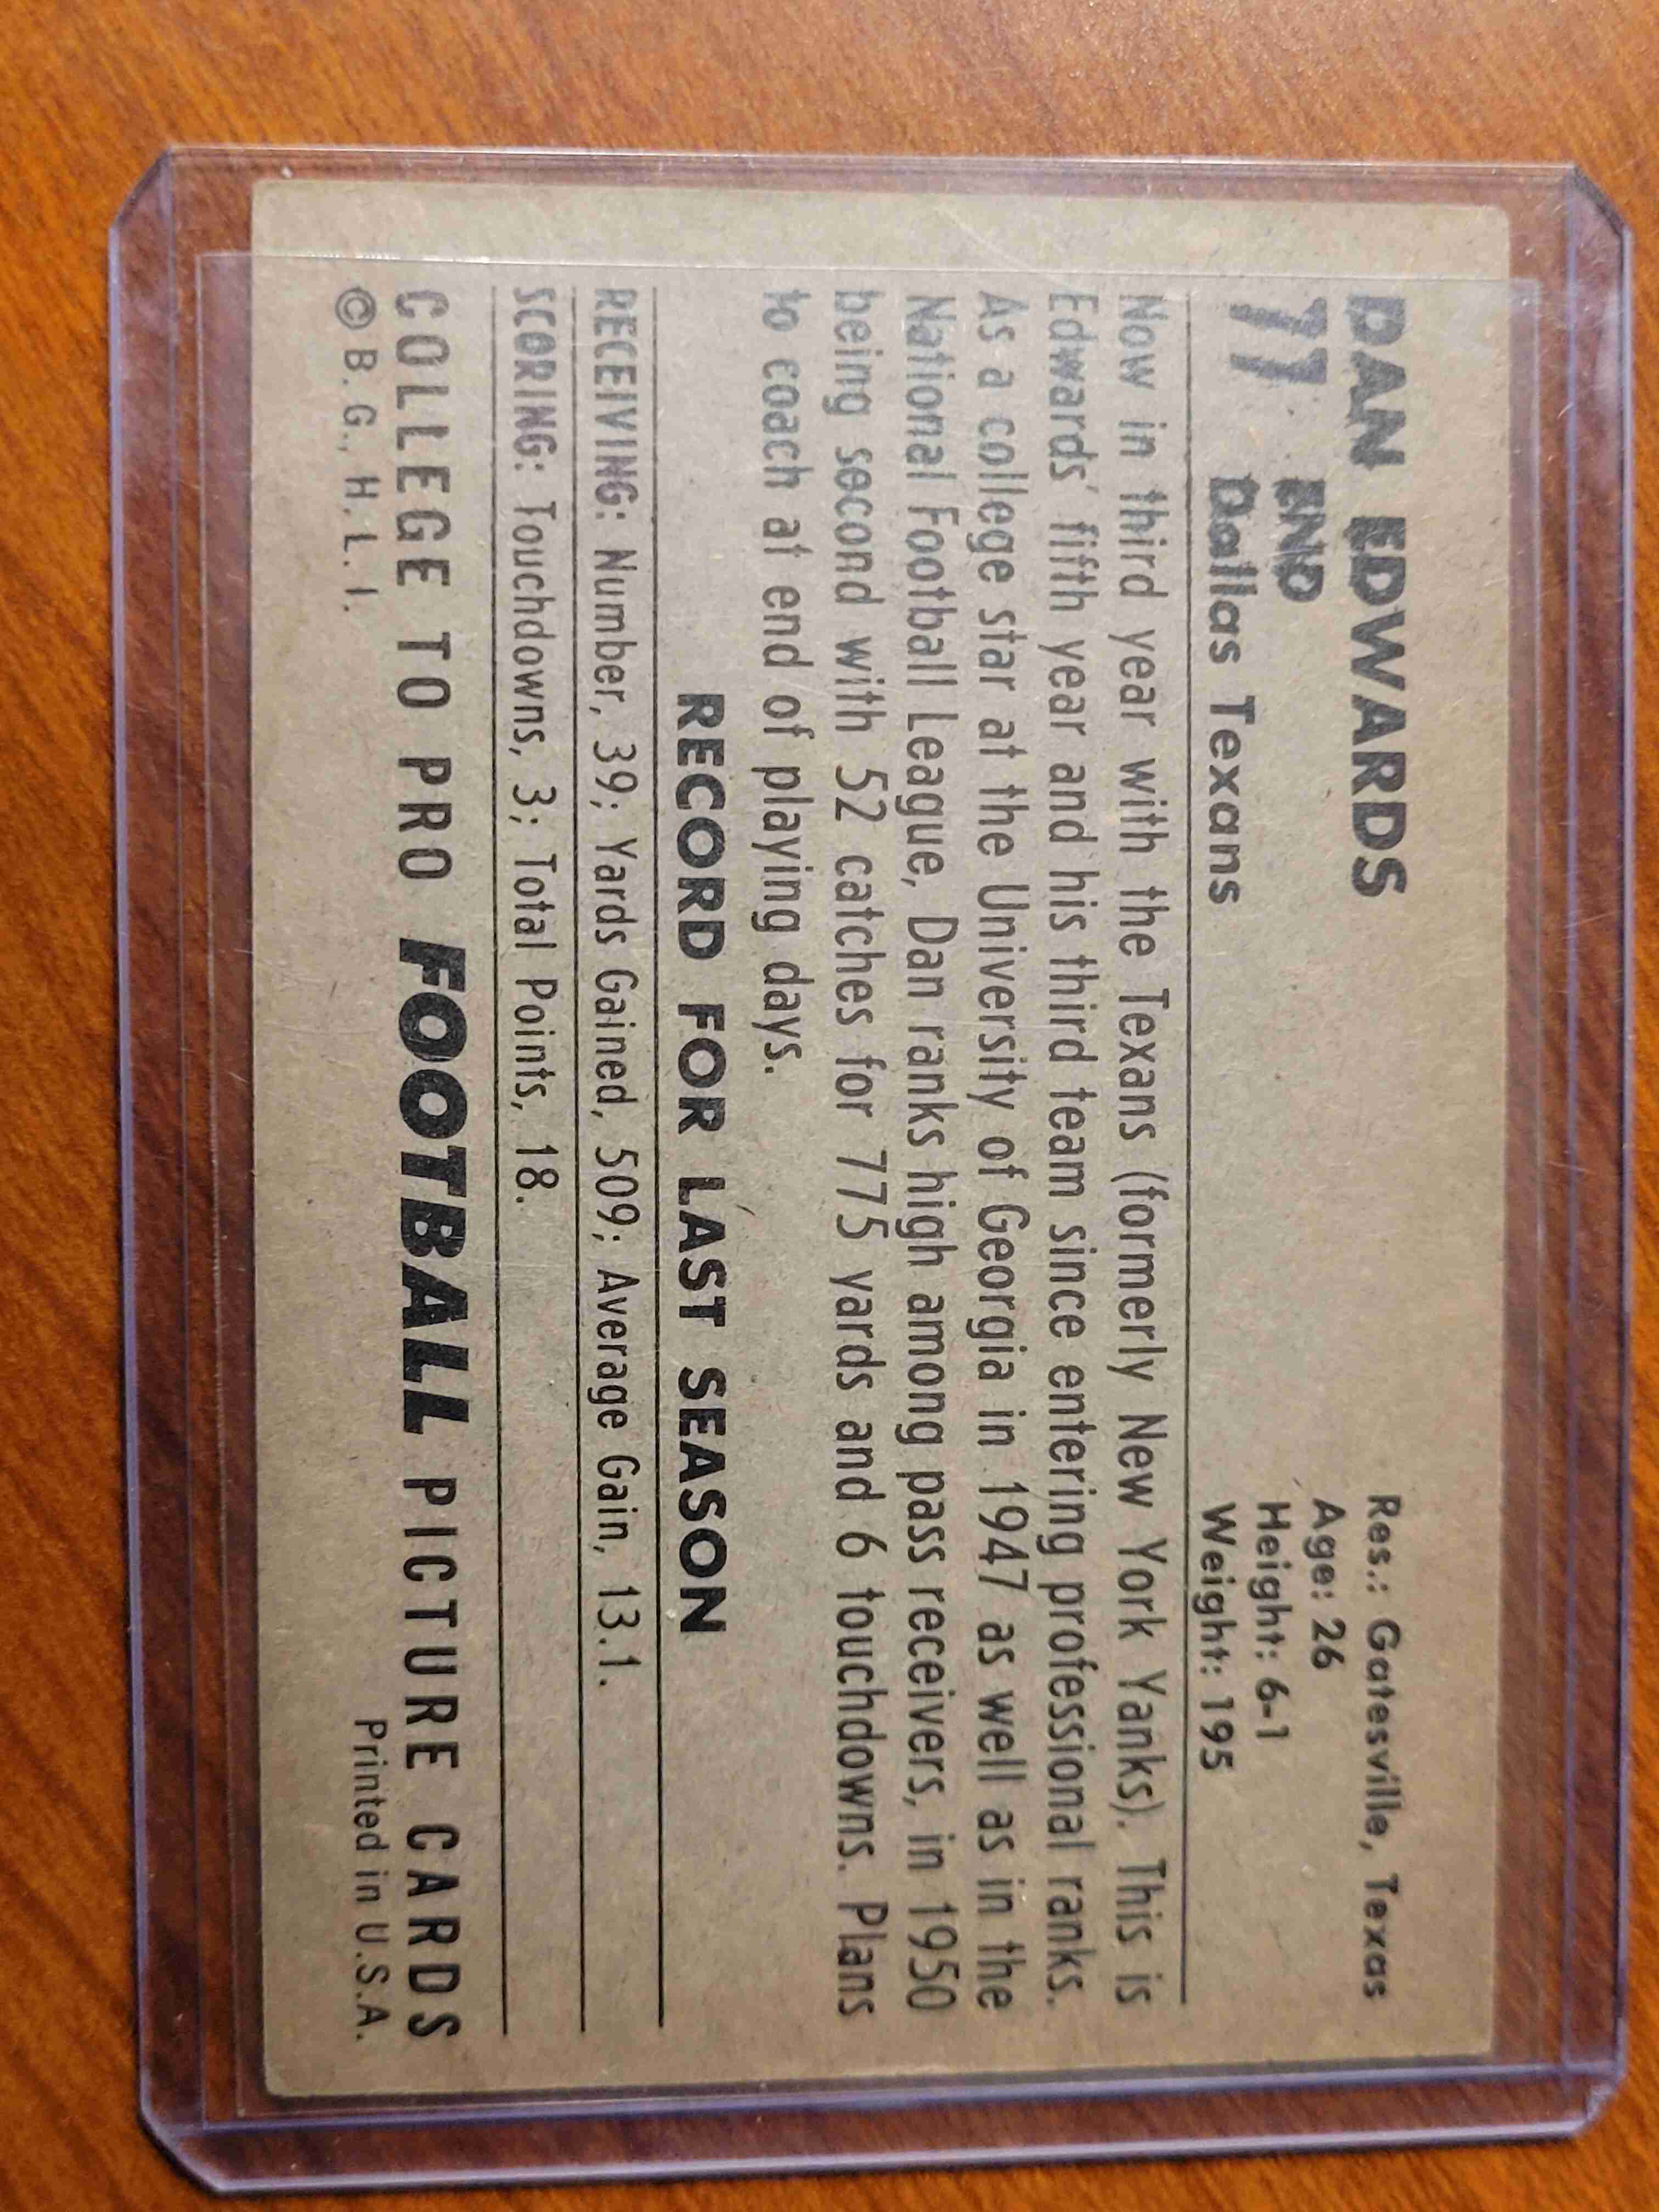 DAN EDWARDS
77 END
Dallas Texans
Res.: Gatesville, Texas
Age: 26
Height: 6-1
Weight: 195
Now in third year with the Texans (formerly New York Yanks). This is
Edwards' fifth year and his third team since entering professional ranks.
As a college star at the University of Georgia in 1947 as well as in the
National Football League, Dan ranks high among pass receivers, in 1950
being second with 52 catches for 775 yards and 6 touchdowns. Plans
to coach at end of playing days.
RECORD FOR LAST SEASON
RECEIVING: Number, 39; Yards Gained, 509; Average Gain, 13.1.
SCORING: Touchdowns, 3; Total Points, 18.
COLLEGE TO PRO FOOTBALL PICTURE CARDS
© B. G., H. L. I.
Printed in U.S.A.